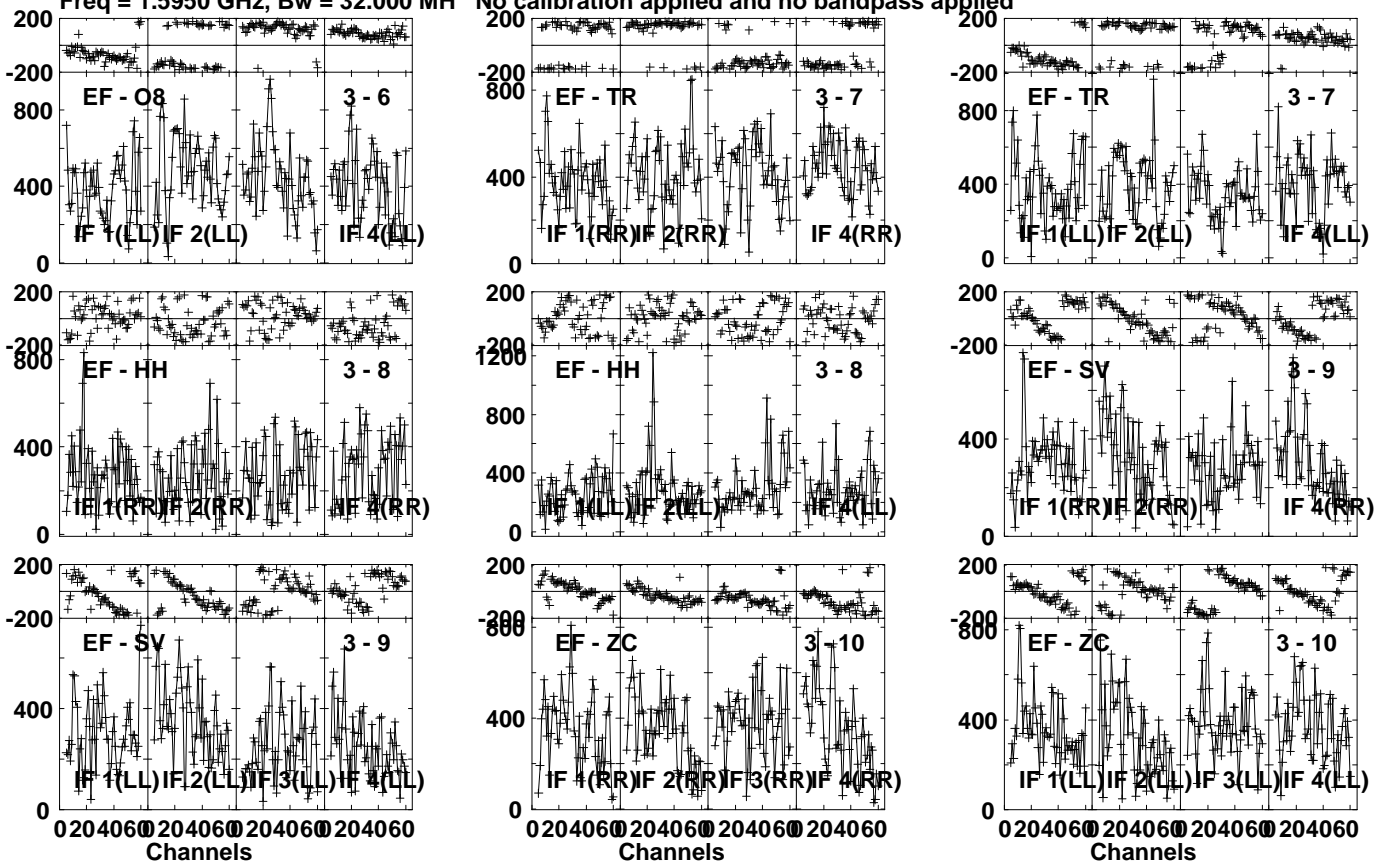 Freq = 1.5950 GHz, Bw = 32.000 MH No calibration applied and no bandpass applied
200 200 200
-200 -200 -200
EF - O8 3 - 6 EF - TR 3 - 7 EF - TR 3 - 7
800 800 800
400 400 400
IF 1(LL) IF 2(LL) IF 4(LL) IF 1(RR) IF 2(RR) IF 4(RR) IF 1(LL) IF 2(LL) IF 4(LL)
0 0 0
200 200 200
-200 -200 -200
800 1200
EF - HH 3 - 8 EF - HH 3 - 8 EF - SV 3 - 9
800
400 400 400
IF 1(RR) IF 2(RR) IF 4(RR) IF 1(LL) IF 2(LL) IF 4(LL) IF 1(RR) IF 2(RR) IF 4(RR)
0 0 0
200 200 200
-200 -200 -200
800 800
EF - SV 3 - 9 EF - ZC 3 - 10 EF - ZC 3 - 10
400 400 400
IF 1(LL) IF 2(LL) IF 3(LL) IF 4(LL) IF 1(RR) IF 2(RR) IF 3(RR) IF 4(RR) IF 1(LL) IF 2(LL) IF 3(LL) IF 4(LL)
0 0 0
0 20 40 60 0 20 40 60 0 20 40 60 0 20 40 60 0 20 40 60 0 20 40 60 0 20 40 60 0 20 40 60 0 20 40 60 0 20 40 60 0 20 40 60 0 20 40 60
Channels Channels Channels